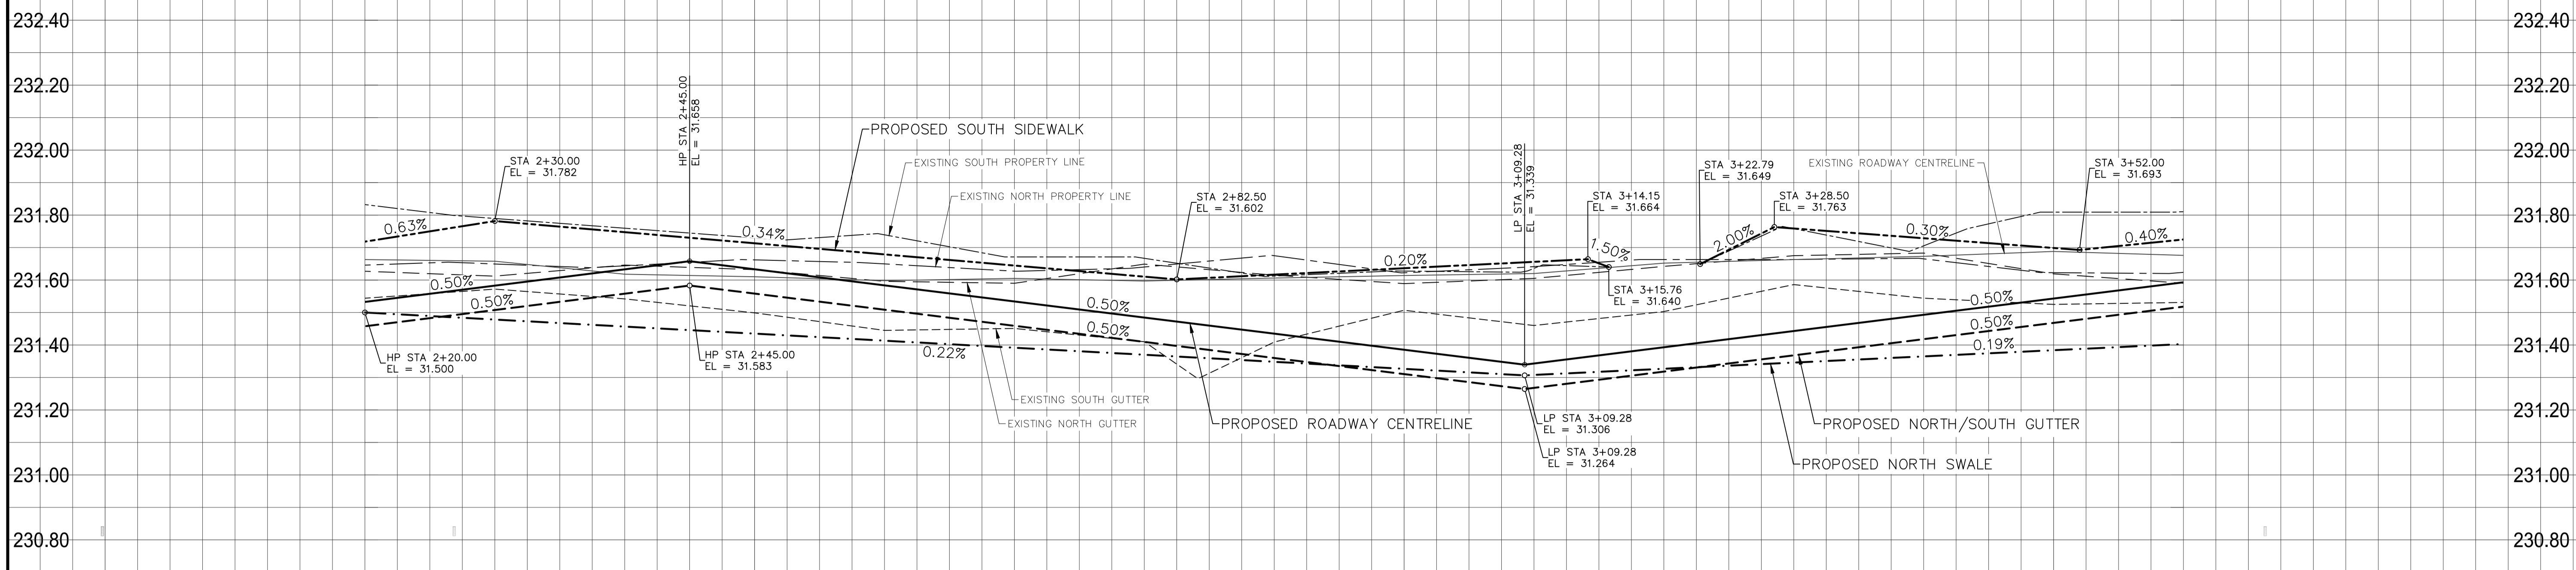 232.40
232.40
232.20
232.20
HP STA 2+45.00
EL = 31.658
PROPOSED SOUTH SIDEWALK
EXISTING SOUTH PROPERTY LINE
EXISTING NORTH PROPERTY LINE
232.00
232.00
STA 2+30.00
EL = 31.782
STA 2+82.50
EL = 31.602
LP STA 3+09.28
EL = 31.339
STA 3+14.15
EL = 31.664
STA 3+22.79
EL = 31.649
STA 3+28.50
EL = 31.763
EXISTING ROADWAY CENTRELINE
STA 3+52.00
EL = 31.693
231.80
231.80
0.63%
0.34%
0.20%
1.50%
2.00%
0.30%
0.40%
231.60
231.60
0.50%
0.50%
0.50%
0.50%
STA 3+15.76
EL = 31.640
0.50%
0.50%
0.19%
231.40
231.40
HP STA 2+20.00
EL = 31.500
HP STA 2+45.00
EL = 31.583
0.22%
EXISTING SOUTH GUTTER
EXISTING NORTH GUTTER
PROPOSED ROADWAY CENTRELINE
231.20
231.20
LP STA 3+09.28
EL = 31.306
LP STA 3+09.28
EL = 31.264
PROPOSED NORTH/SOUTH GUTTER
PROPOSED NORTH SWALE
231.00
231.00
230.80
230.80